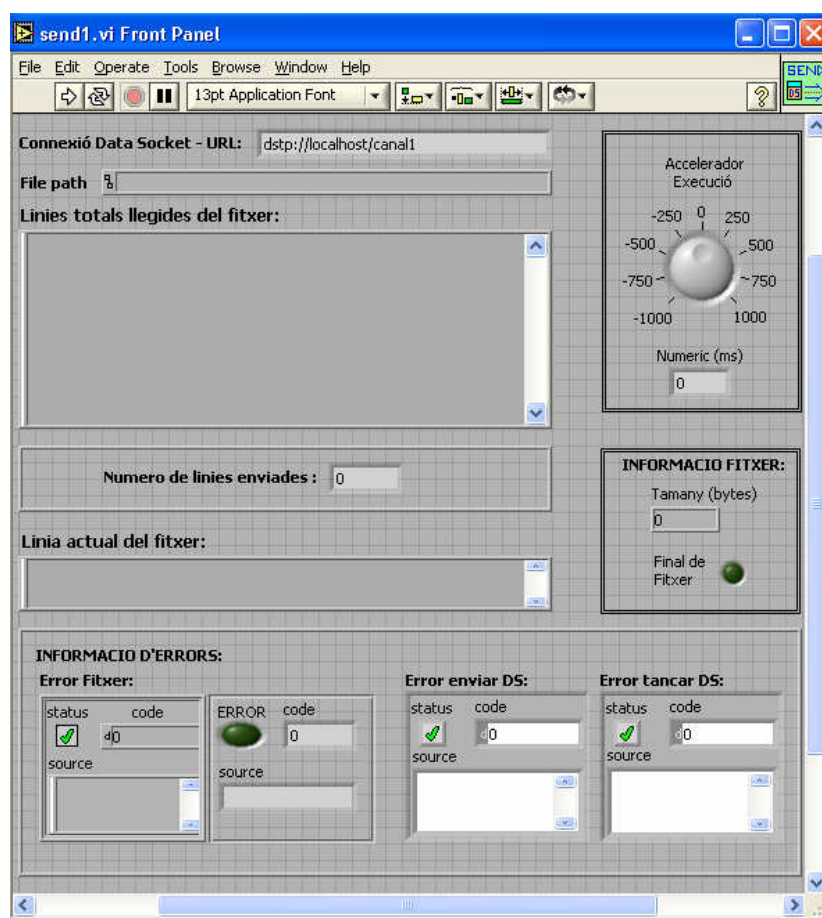 send1.vi Front Panel
File Edit Operate Tools Browse Window Help
13pt Application Font
?
SEND
DS
Connexió Data Socket - URL: dstp://localhost/canal1
File path
Linies totals llegides del fitxer:
Accelerador
Execució
-250 0 250
-500 500
-750 750
-1000 1000
Numeric (ms)
0
Numero de linies enviades : 0
INFORMACIO FITXER:
Tamany (bytes)
0
Final de
Fitxer
Linia actual del fitxer:
INFORMACIO D'ERRORS:
Error Fitxer:
status code
d0
source
ERROR code
0
source
Error enviar DS:
status code
d0
source
Error tancar DS:
status code
d0
source